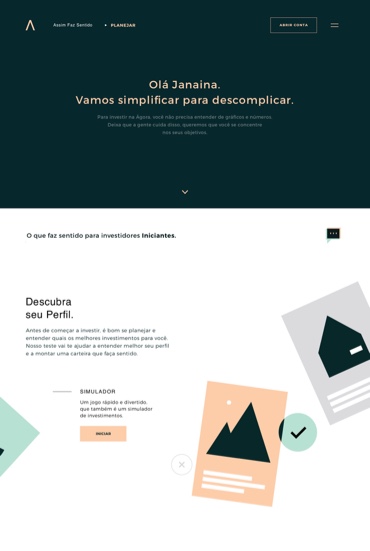 Assim Faz Sentido
PLANEJAR
ABRIR CONTA
Olá Janaina.
Vamos simplificar para descomplicar.
Para investir na Ágora, você não precisa entender de gráficos e números.
Deixa que a gente cuida disso: queremos que você se concentre
nos seus objetivos.
O que faz sentido para investidores Iniciantes.
Descubra
seu Perfil.
Antes de começar a investir, é bom se planejar e
entender quais os melhores investimentos para você.
Nosso teste vai te ajudar a entender melhor seu perfil
e a montar uma carteira que faça sentido.
SIMULADOR
Um jogo rápido e divertido,
que também é um simulador
de investimentos.
INICIAR